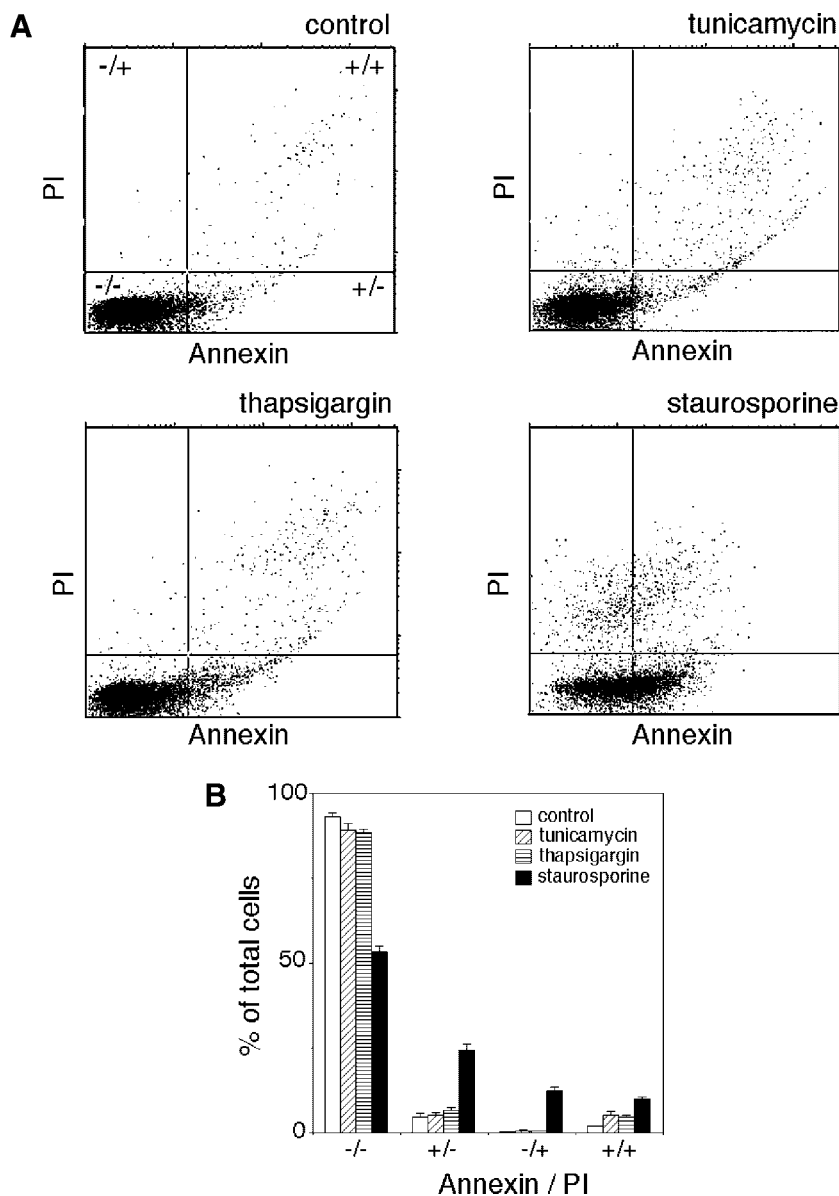 A
control
-/+ +/+
PI
-/- +/-
Annexin
tunicamycin
PI
Annexin
thapsigargin
PI
Annexin
staurosporine
PI
Annexin
B
100
50
0
% of total cells
control
tunicamycin
thapsigargin
staurosporine
-/- +/- -/+ +/+
Annexin / PI